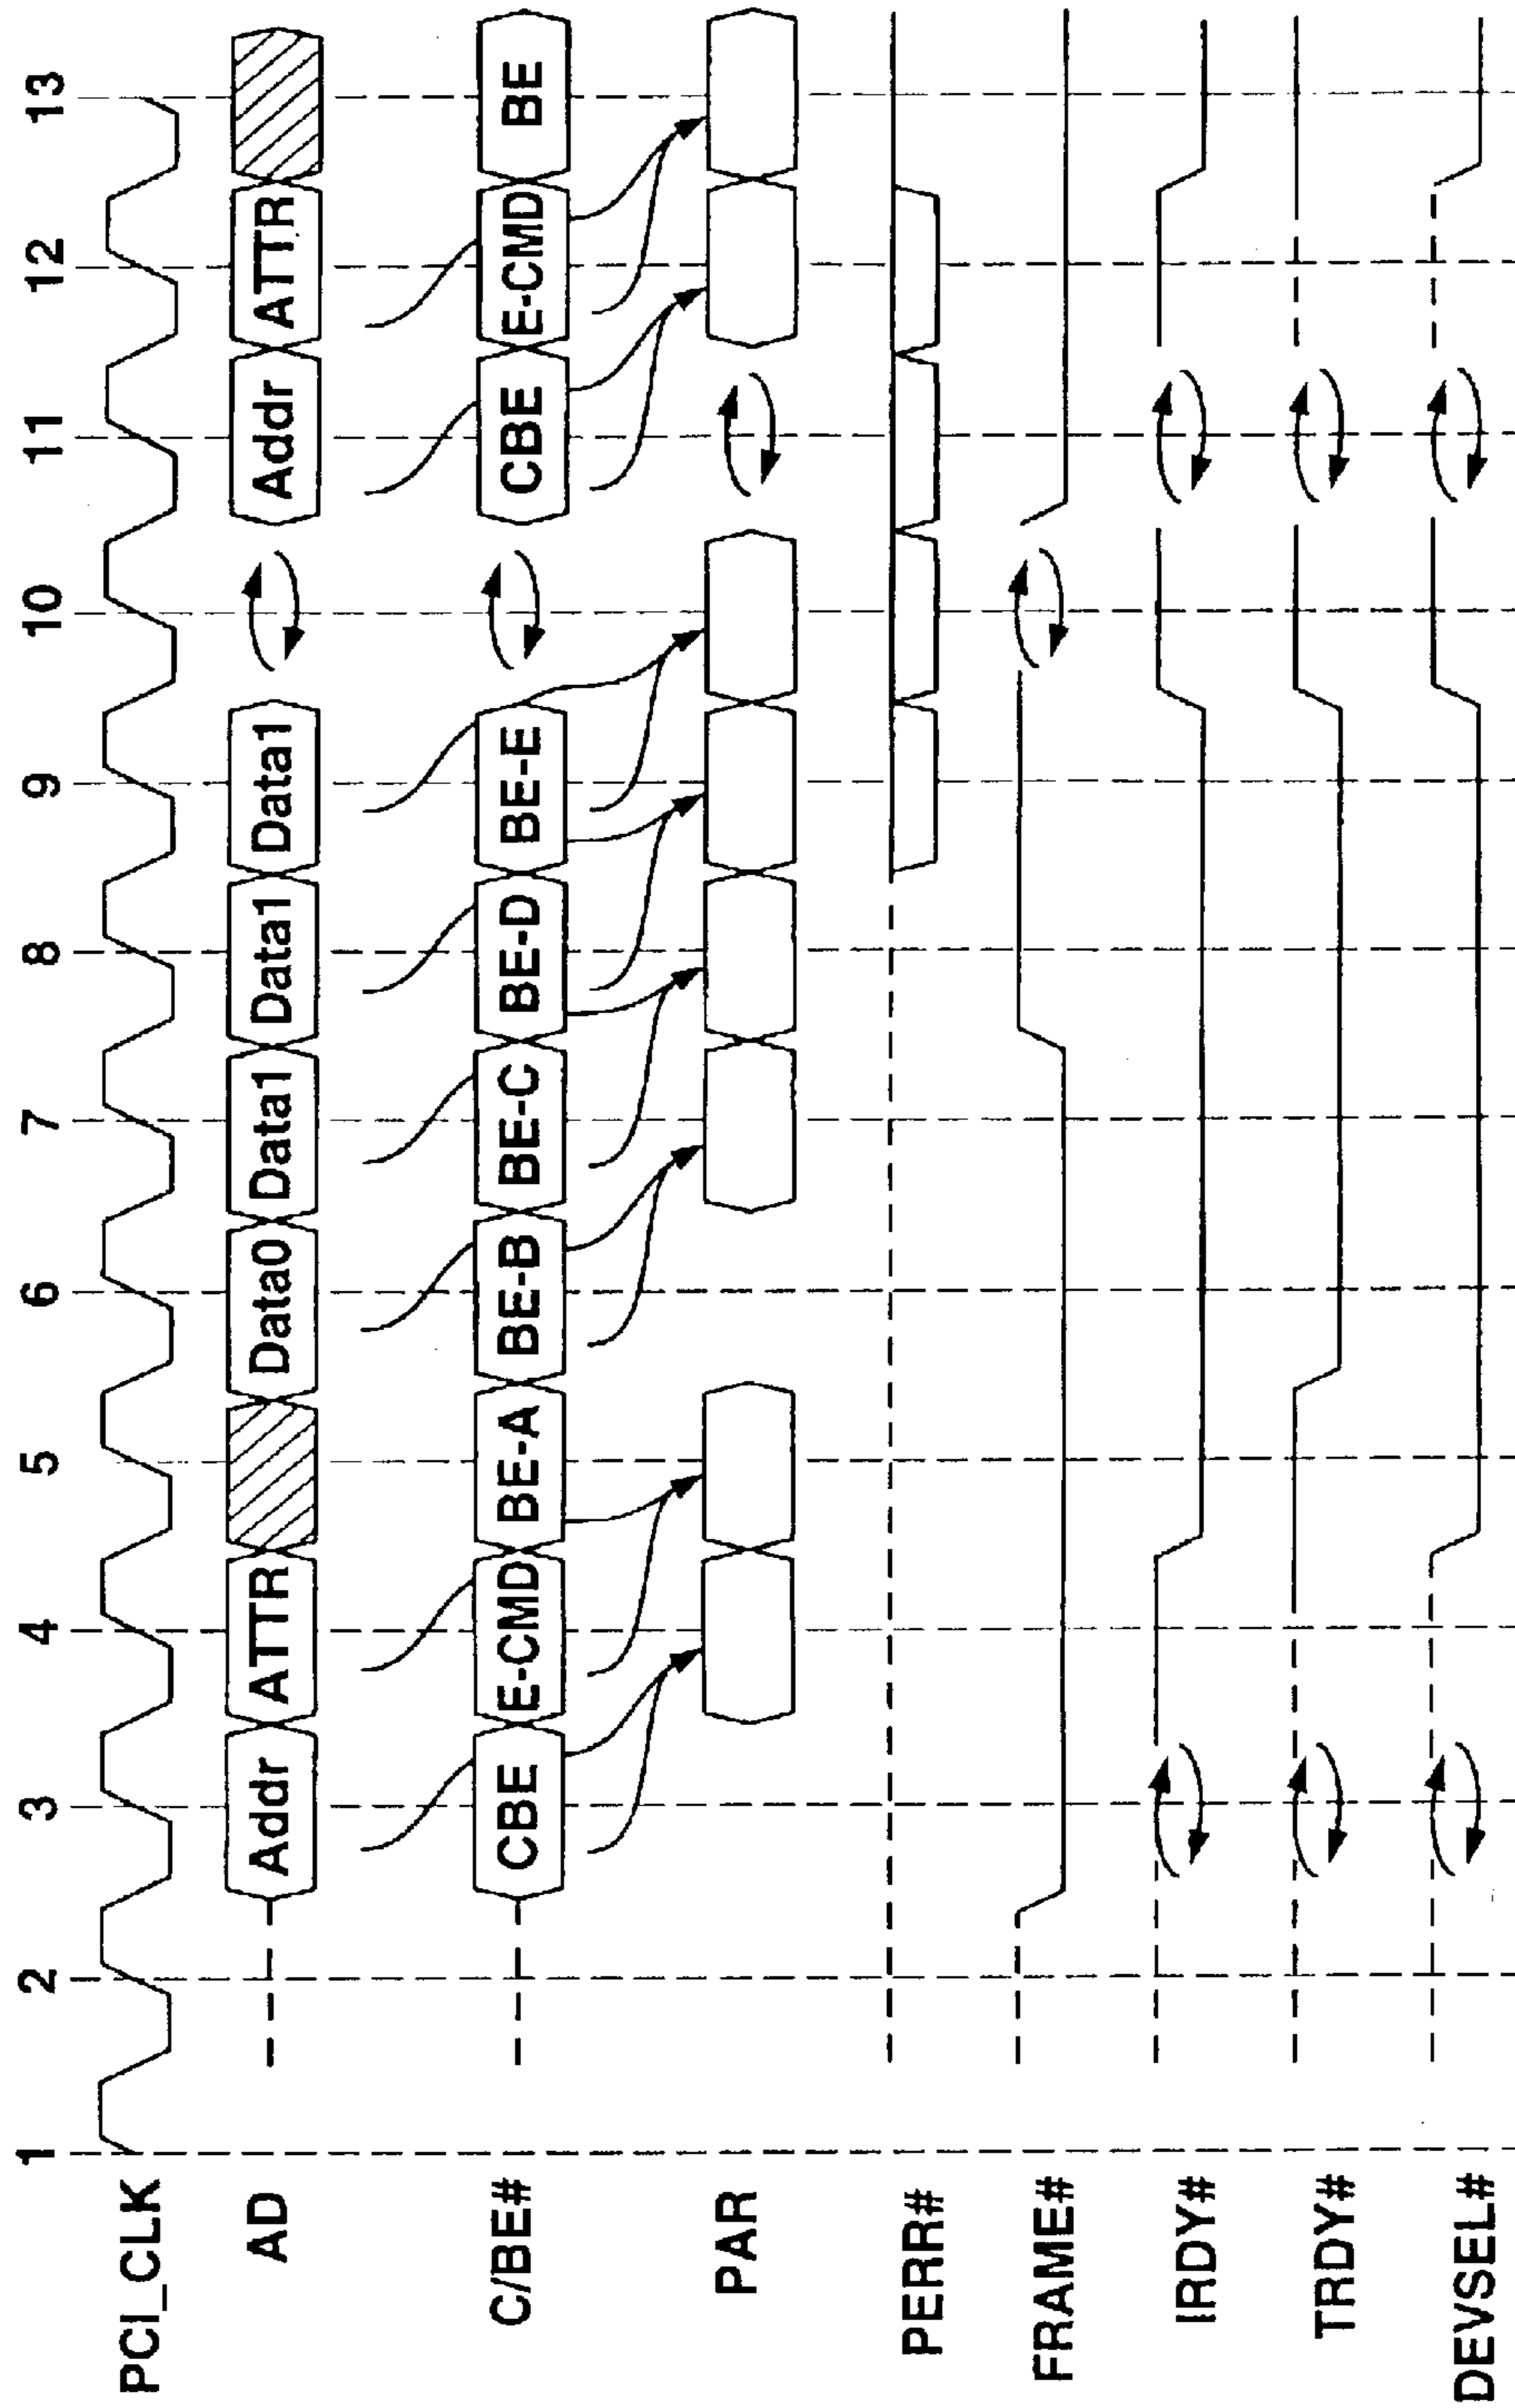 1 2 3 4 5 6 7 8 9 10 11 12 13
PCI_CLK
AD Addr ATTR Data0 Data1 Data1 Data1 Addr ATTR
C/BE# CBE E-CMD BE-A BE-B BE-C BE-D BE-E CBE E-CMD BE
PAR
PERR#
FRAME#
IRDY#
TRDY#
DEVSEL#